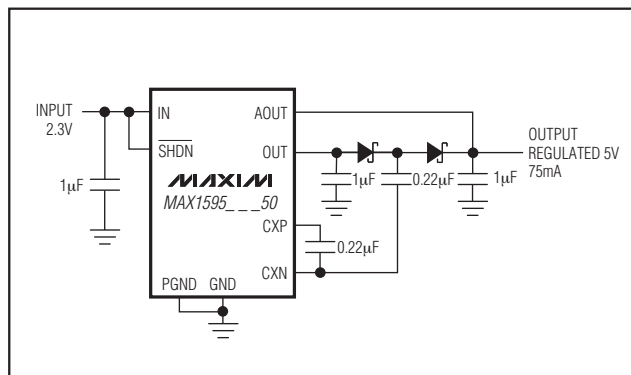 INPUT
2.3V
IN
SHDN
AOUT
OUT
MAXIM
MAX1595_ _ _50
CXP
CXN
PGND GND
1µF
1µF
0.22µF
1µF
0.22µF
OUTPUT
REGULATED 5V
75mA